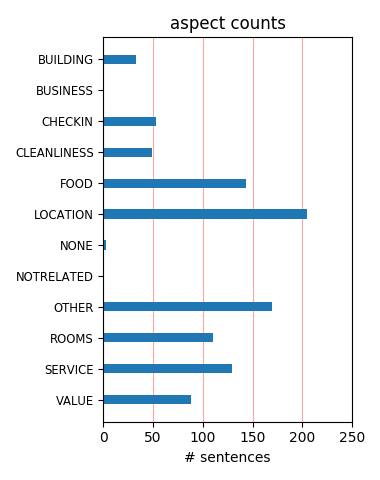 aspect counts
BUILDING
BUSINESS
CHECKIN
CLEANLINESS
FOOD
LOCATION
NONE
NOTRELATED
OTHER
ROOMS
SERVICE
VALUE
0 50 100 150 200 250
# sentences